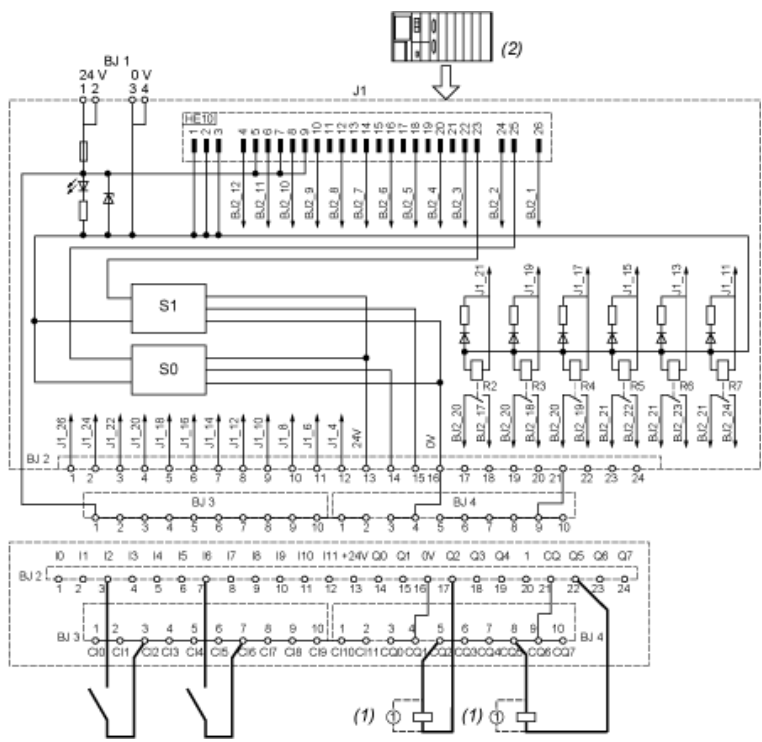 (2)
BJ 1
24 V 0 V
1 2 3 4
J1
HE10
1 2 3 4 5 6 7 8 9 10 11 12 13 14 15 16 17 18 19 20 21 22 23 24 25 26
BJ2_12 BJ2_11 BJ2_10 BJ2_9 BJ2_8 BJ2_7 BJ2_6 BJ2_5 BJ2_4 BJ2_3 BJ2_2 BJ2_1
J1_21 J1_19 J1_17 J1_15 J1_13 J1_11
S1
S0
R2 R3 R4 R5 R6 R7
BJ2_20 BJ2_17 BJ2_20 BJ2_18 BJ2_20 BJ2_19 BJ2_21 BJ2_22 BJ2_21 BJ2_23 BJ2_21 BJ2_24
J1_26 J1_24 J1_22 J1_20 J1_18 J1_16 J1_14 J1_12 J1_10 J1_8 J1_6 J1_4 24V 0V
BJ 2
1 2 3 4 5 6 7 8 9 10 11 12 13 14 15 16 17 18 19 20 21 22 23 24
BJ 3 BJ 4
1 2 3 4 5 6 7 8 9 10 1 2 3 4 5 6 7 8 9 10
I0 I1 I2 I3 I4 I5 I6 I7 I8 I9 I10 I11 +24V Q0 Q1 0V Q2 Q3 Q4 1 CQ Q5 Q6 Q7
BJ 2
1 2 3 4 5 6 7 8 9 10 11 12 13 14 15 16 17 18 19 20 21 22 23 24
1 2 3 4 5 6 7 8 9 10 1 2 3 4 5 6 7 8 9 10
BJ 3 BJ 4
CI0 CI1 CI2 CI3 CI4 CI5 CI6 CI7 CI8 CI9 CI10 CI11 CQ0 CQ1 CQ2 CQ3 CQ4 CQ5 CQ6 CQ7
(1) 1 (1) 1